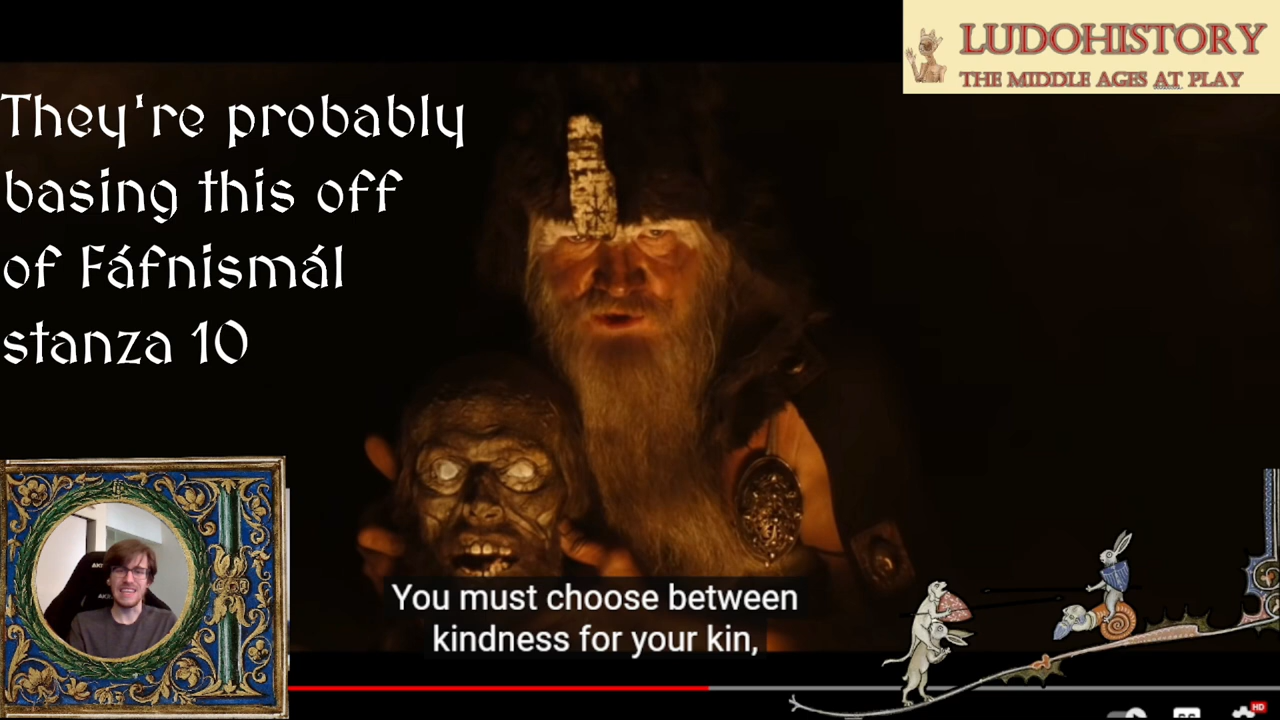 LUDOHISTORY
THE MIDDLE AGES AT PLAY
They're probably
basing this off
of Fáfnismál
stanza 10
You must choose between
kindness for your kin,
HD